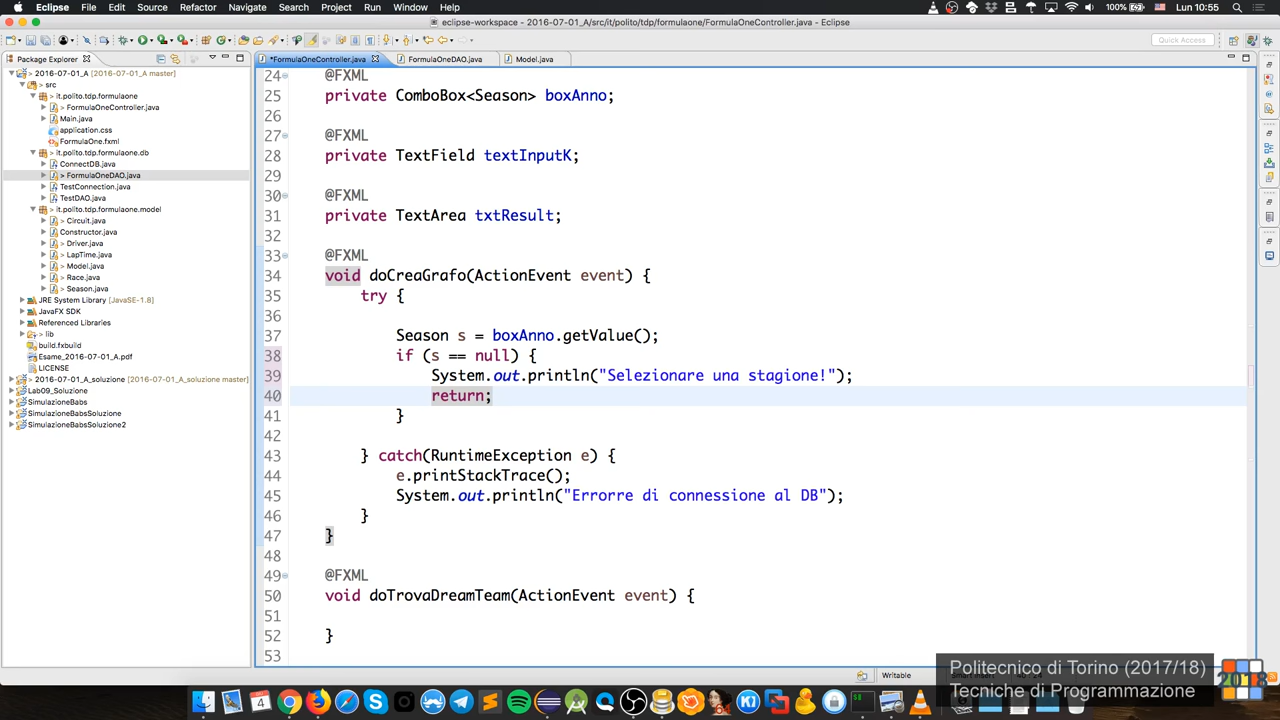 Eclipse File Edit Source Refactor Navigate Search Project Run Window Help
100% Lun 10:55
eclipse-workspace - 2016-07-01_A/src/it/polito/tdp/formulaone/FormulaOneController.java - Eclipse
Quick Access
Package Explorer
*FormulaOneController.java FormulaOneDAO.java Model.java
> 2016-07-01_A [2016-07-01_A master]
> src
> it.polito.tdp.formulaone
> FormulaOneController.java
> Main.java
application.css
FormulaOne.fxml
> it.polito.tdp.formulaone.db
ConnectDB.java
> FormulaOneDAO.java
TestConnection.java
TestDAO.java
> it.polito.tdp.formulaone.model
> Circuit.java
Constructor.java
> Driver.java
> LapTime.java
> Model.java
> Race.java
> Season.java
JRE System Library [JavaSE-1.8]
JavaFX SDK
Referenced Libraries
> lib
build.fxbuild
Esame_2016-07-01_A.pdf
LICENSE
> 2016-07-01_A_soluzione [2016-07-01_A_soluzione master]
Lab09_Soluzione
SimulazioneBabs
SimulazioneBabsSoluzione
SimulazioneBabsSoluzione2
24 @FXML
25 private ComboBox<Season> boxAnno;
26
27 @FXML
28 private TextField textInputK;
29
30 @FXML
31 private TextArea txtResult;
32
33 @FXML
34 void doCreaGrafo(ActionEvent event) {
35 try {
36
37 Season s = boxAnno.getValue();
38 if (s == null) {
39 System.out.println("Selezionare una stagione!");
40 return;
41 }
42
43 } catch(RuntimeException e) {
44 e.printStackTrace();
45 System.out.println("Errorre di connessione al DB");
46 }
47 }
48
49 @FXML
50 void doTrovaDreamTeam(ActionEvent event) {
51
52 }
53
Writable
Politecnico di Torino (2017/18)
Tecniche di Programmazione
2018